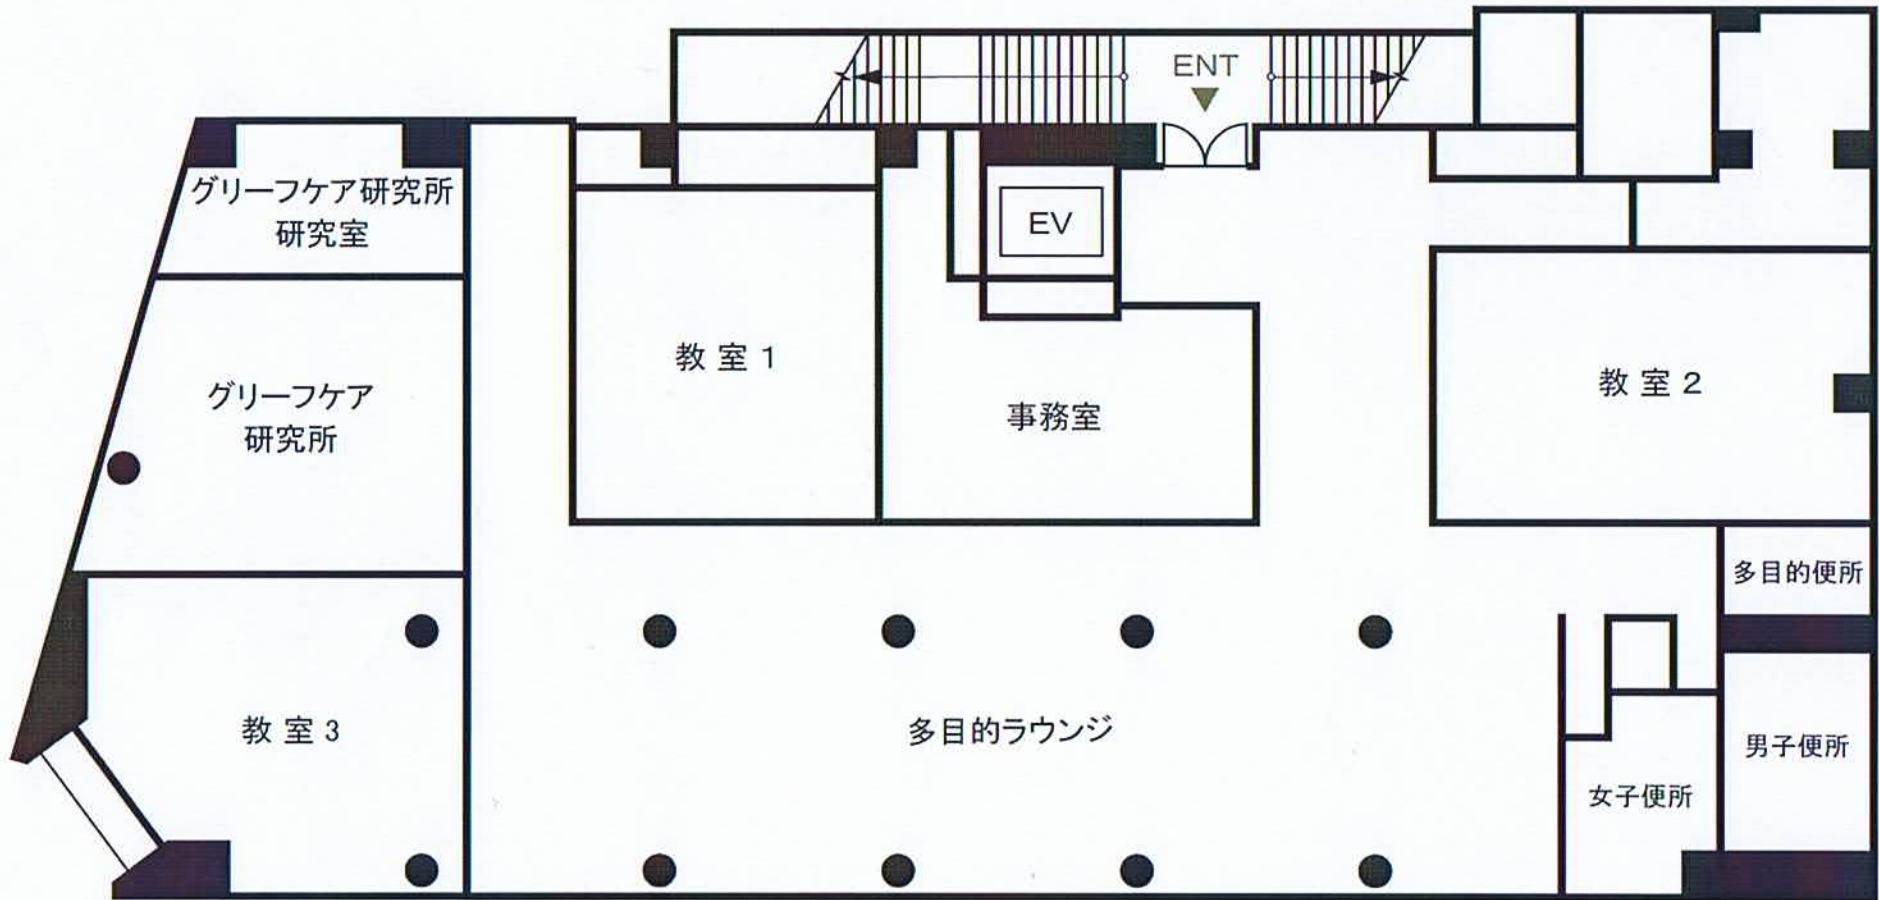 ENT
グリーフケア研究所
研究室
EV
教室1
教室2
グリーフケア
研究所
事務室
多目的便所
教室3
多目的ラウンジ
男子便所
女子便所